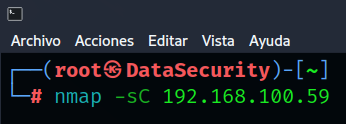 Archivo Acciones Editar Vista Ayuda
┌──(root㉿DataSecurity)-[~]
└─# nmap -sC 192.168.100.59